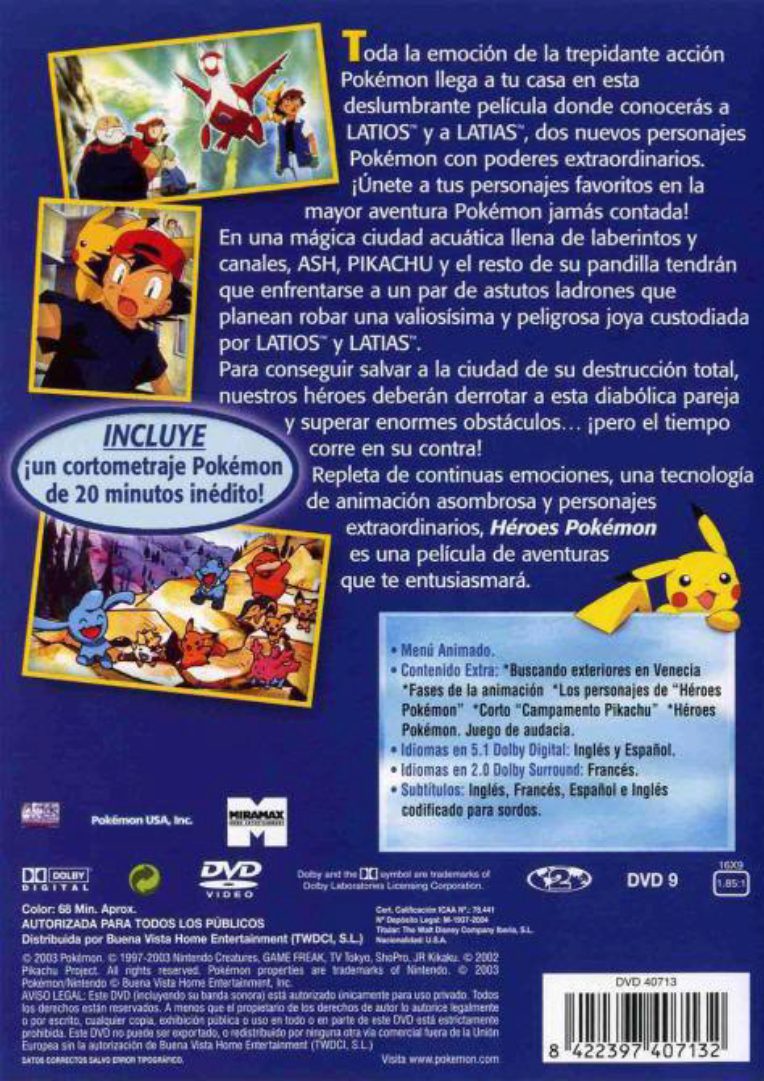 Toda la emoción de la trepidante acción
Pokémon llega a tu casa en esta
deslumbrante película donde conocerás a
LATIOS™ y a LATIAS™, dos nuevos personajes
Pokémon con poderes extraordinarios.
¡Únete a tus personajes favoritos en la
mayor aventura Pokémon jamás contada!
En una mágica ciudad acuática llena de laberintos y
canales, ASH, PIKACHU y el resto de su pandilla tendrán
que enfrentarse a un par de astutos ladrones que
planean robar una valiosísima y peligrosa joya custodiada
por LATIOS™ y LATIAS™.
Para conseguir salvar a la ciudad de su destrucción total,
nuestros héroes deberán derrotar a esta diabólica pareja
y superar enormes obstáculos... ¡pero el tiempo
corre en su contra!
Repleta de continuas emociones, una tecnología
de animación asombrosa y personajes
extraordinarios, Héroes Pokémon
es una película de aventuras
que te entusiasmará.
INCLUYE
¡un cortometraje Pokémon
de 20 minutos inédito!
• Menú Animado.
• Contenido Extra: *Buscando exteriores en Venecia
*Fases de la animación *Los personajes de "Héroes
Pokémon" *Corto "Campamento Pikachu" *Héroes
Pokémon. Juego de audacia.
• Idiomas en 5.1 Dolby Digital: Inglés y Español.
• Idiomas en 2.0 Dolby Surround: Francés.
• Subtítulos: Inglés, Francés, Español e Inglés
codificado para sordos.
Pokémon USA, Inc.
MIRAMAX
HOME ENTERTAINMENT
DOLBY
DIGITAL
DVD
VIDEO
Dolby and the symbol are trademarks of
Dolby Laboratories Licensing Corporation.
2
DVD 9
16X9
1.85:1
Color: 68 Min. Aprox.
AUTORIZADA PARA TODOS LOS PÚBLICOS
Distribuida por Buena Vista Home Entertainment (TWDCI, S.L.)
Cert. Calificación ICAA Nº.: 78.441
Nº Depósito Legal: M-1937-2004
Titular: The Walt Disney Company Iberia, S.L.
Nacionalidad: U.S.A.
© 2003 Pokémon. © 1997-2003 Nintendo Creatures, GAME FREAK, TV Tokyo, ShoPro, JR Kikaku. © 2002
Pikachu Project. All rights reserved. Pokémon properties are trademarks of Nintendo. © 2003
Pokémon/Nintendo © Buena Vista Home Entertainment, Inc.
AVISO LEGAL: Este DVD (incluyendo su banda sonora) está autorizado únicamente para uso privado. Todos
los derechos están reservados. A menos que el propietario de los derechos de autor lo autorice legalmente
o por escrito, cualquier copia, exhibición pública o uso en todo o en parte de este DVD está estrictamente
prohibida. Este DVD no puede ser exportado, o redistribuido por ninguna otra vía comercial fuera de la Unión
Europea sin la autorización de Buena Vista Home Entertainment (TWDCI, S.L.)
DATOS CORRECTOS SALVO ERROR TIPOGRÁFICO.
Visita www.pokemon.com
DVD 40713
8 422397 407132